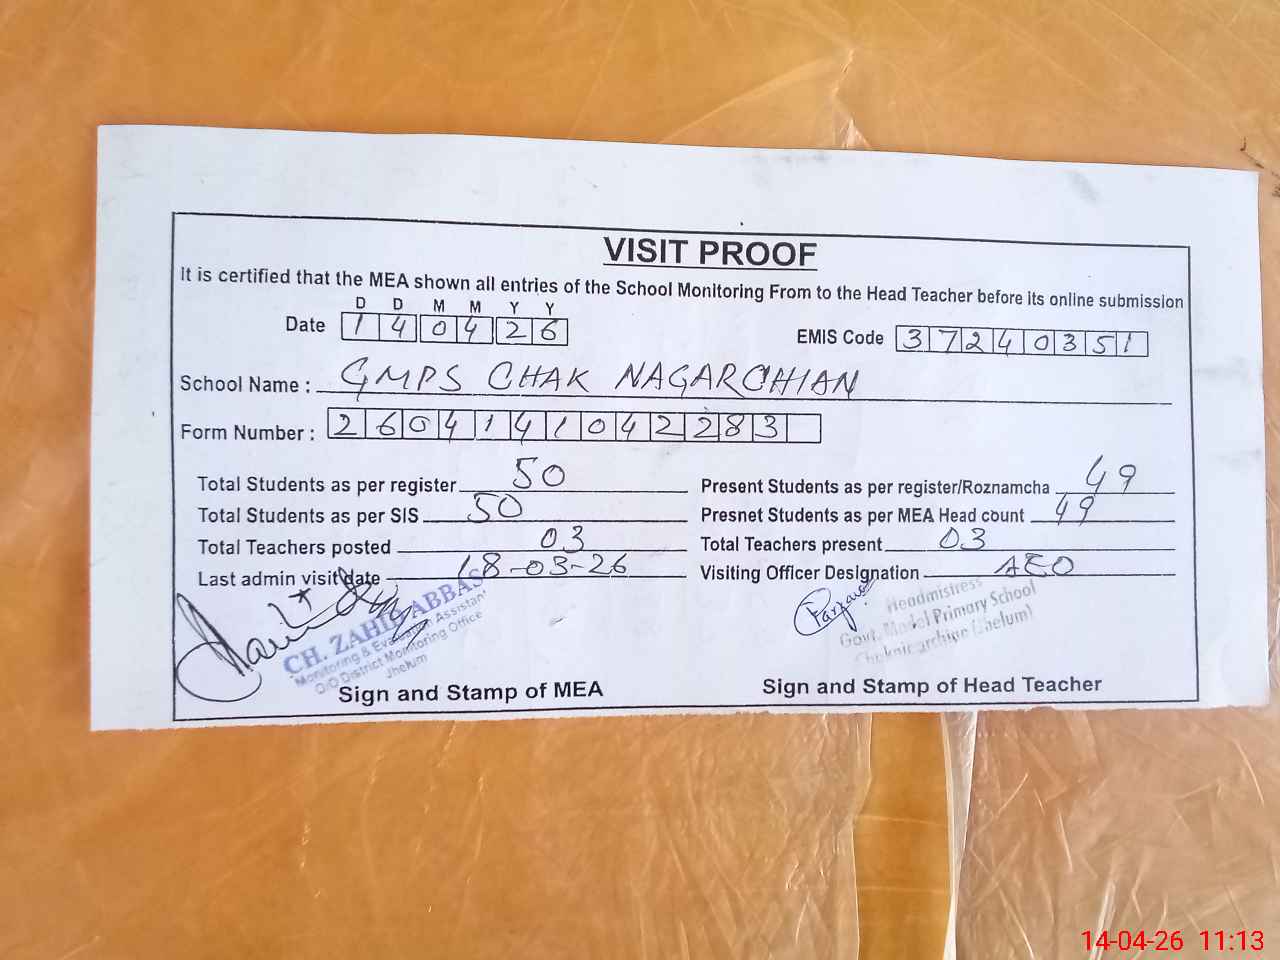 VISIT PROOF
It is certified that the MEA shown all entries of the School Monltoring From to the Head Teacher before its online submission
D D M M Y Y
Date 1 4 0 4 2 6 EMIS Code 3 7 2 4 0 3 5 1
School Name : GMPS CHAK NAGARCHIAN
Form Number : 2 6 0 4 1 4 1 0 4 2 2 8 3
Total Students as per register 50 Present Students as per register/Roznamcha 49
Total Students as per SIS 50 Presnet Students as per MEA Head count 49
Total Teachers posted 03 Total Teachers present 03
Last admin visit date 18-03-26 Visiting Officer Designation AEO
CH. ZAHID ABBAS
Monitoring & Evaluation Assistant
O/O District Monitoring Office
Jhelum
Farzana
Headmistress
Govt. Model Primary School
(Jhelum)
Sign and Stamp of MEA Sign and Stamp of Head Teacher
14-04-26 11:13